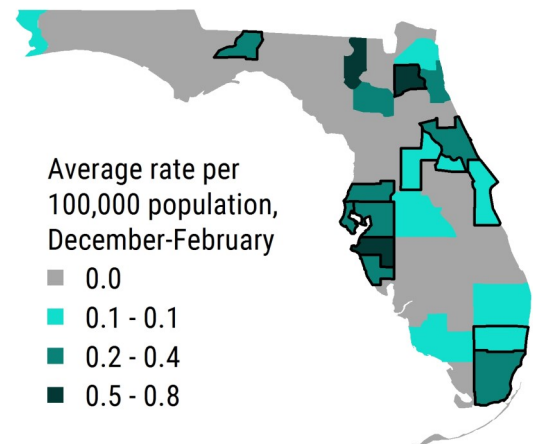 Average rate per
100,000 population,
December-February
0.0
0.1 - 0.1
0.2 - 0.4
0.5 - 0.8